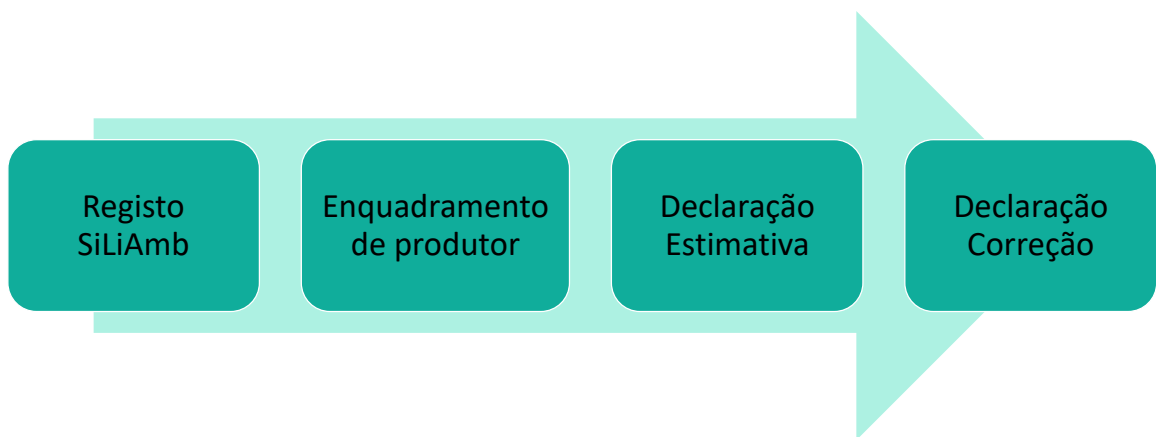 Registo
SiLiAmb
Enquadramento
de produtor
Declaração
Estimativa
Declaração
Correção